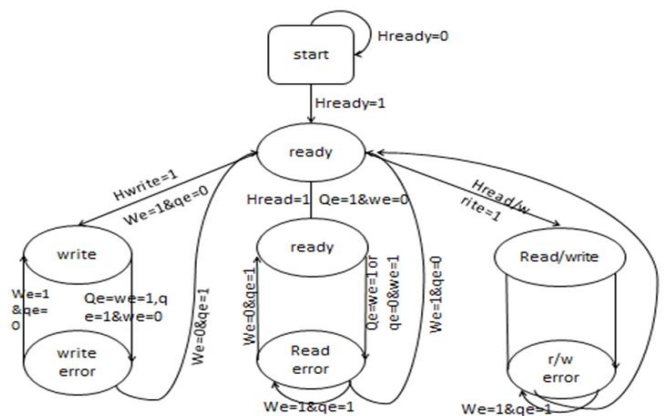 Hready=0
start
Hready=1
ready
Hwrite=1
We=1&qe=0
Hread=1
Qe=1&we=0
Hread/w
rite=1
write
ready
Read/write
We=1
&qe=
0
Qe=we=1,q
e=1&we=0
We=0&qe=1
We=0&qe=1
Qe=we=1 or
qe=0&we=1
We=1&qe=0
write
error
Read
error
r/w
error
We=1&qe=1
We=1&qe=1